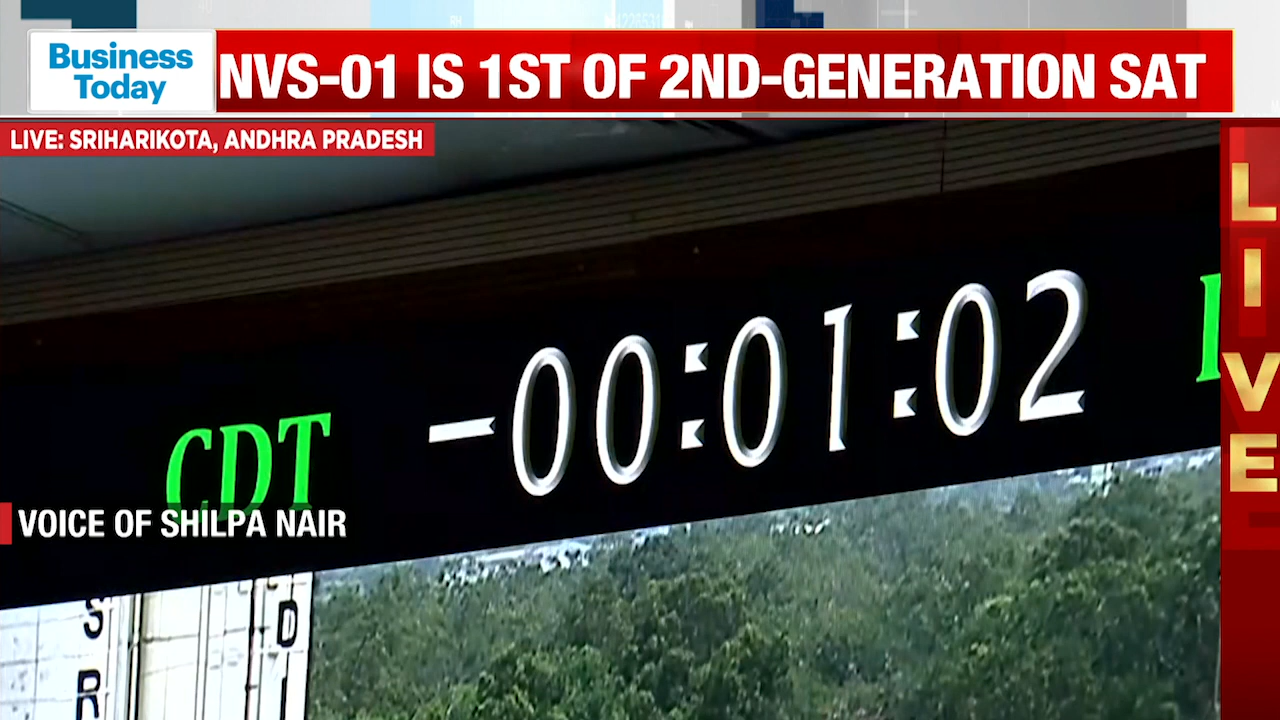 Business
Today
NVS-01 IS 1ST OF 2ND-GENERATION SAT
LIVE: SRIHARIKOTA, ANDHRA PRADESH
LIVE
CDT -00:01:02
VOICE OF SHILPA NAIR
S
R
D
I